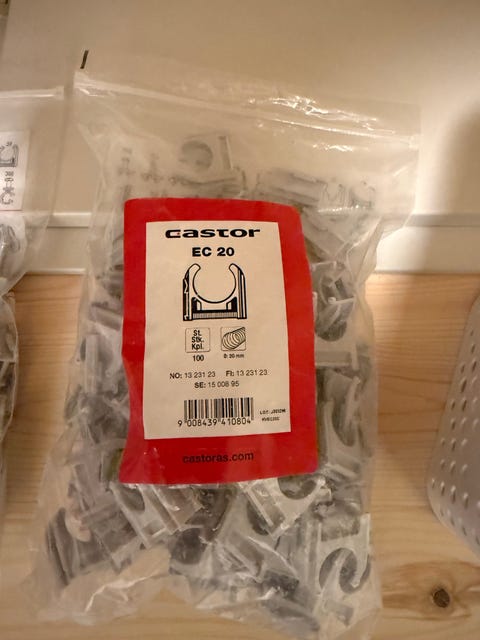 castor
EC 20
St.
Stk.
Kpl.
100
D: 20 mm
NO: 13 231 23 FI: 13 231 23
SE: 15 008 95
9 008439 410804
castoras.com